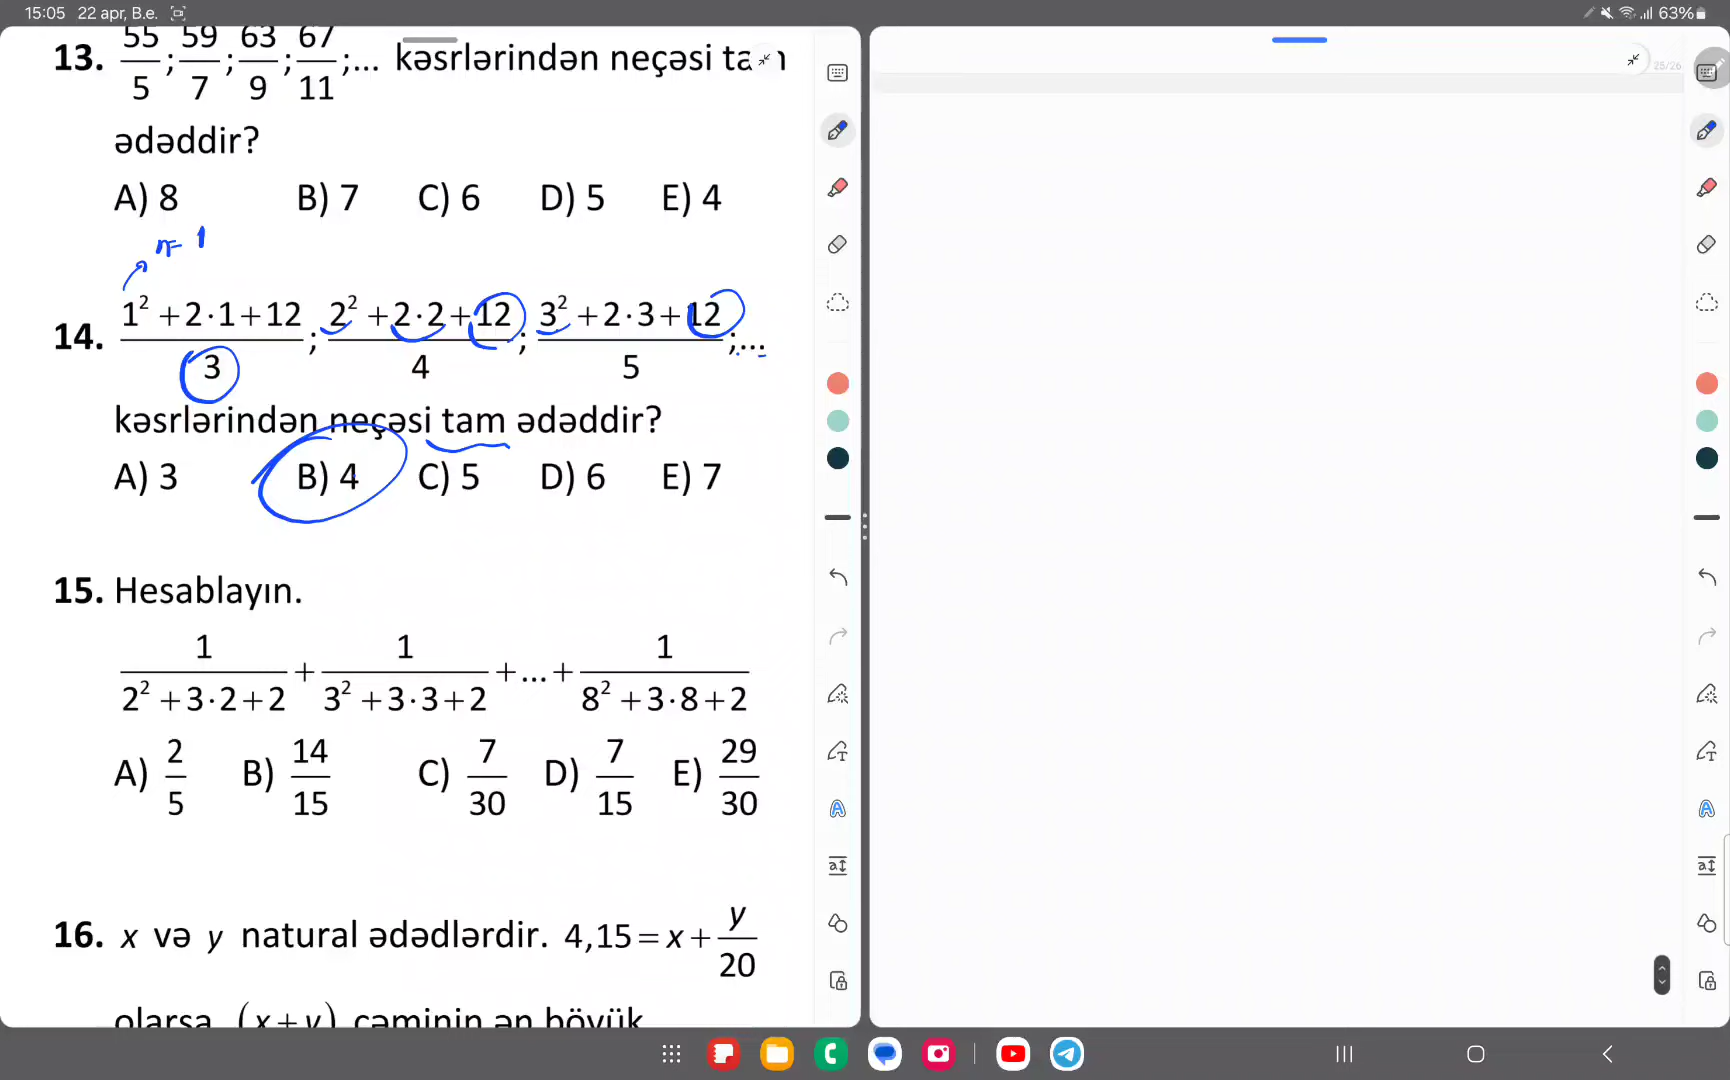 15:05 22 apr, B.e. 63%
13. 55/5; 59/7; 63/9; 67/11;... kəsrlərindən neçəsi ta
ədəddir?
A) 8 B) 7 C) 6 D) 5 E) 4
n=1
14. (1² + 2·1 + 12)/3; (2² + 2·2 + 12)/4; (3² + 2·3 + 12)/5;...
kəsrlərindən neçəsi tam ədəddir?
A) 3 B) 4 C) 5 D) 6 E) 7
15. Hesablayın.
1/(2² + 3·2 + 2) + 1/(3² + 3·3 + 2) + ... + 1/(8² + 3·8 + 2)
A) 2/5 B) 14/15 C) 7/30 D) 7/15 E) 29/30
16. x və y natural ədədlərdir. 4,15 = x + y/20
olarsa, (x + y) cəminin ən böyük